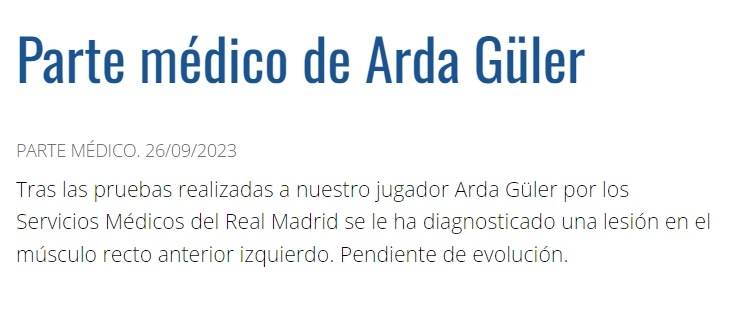 Parte médico de Arda Güler
PARTE MÉDICO. 26/09/2023
Tras las pruebas realizadas a nuestro jugador Arda Güler por los
Servicios Médicos del Real Madrid se le ha diagnosticado una lesión en el
músculo recto anterior izquierdo. Pendiente de evolución.